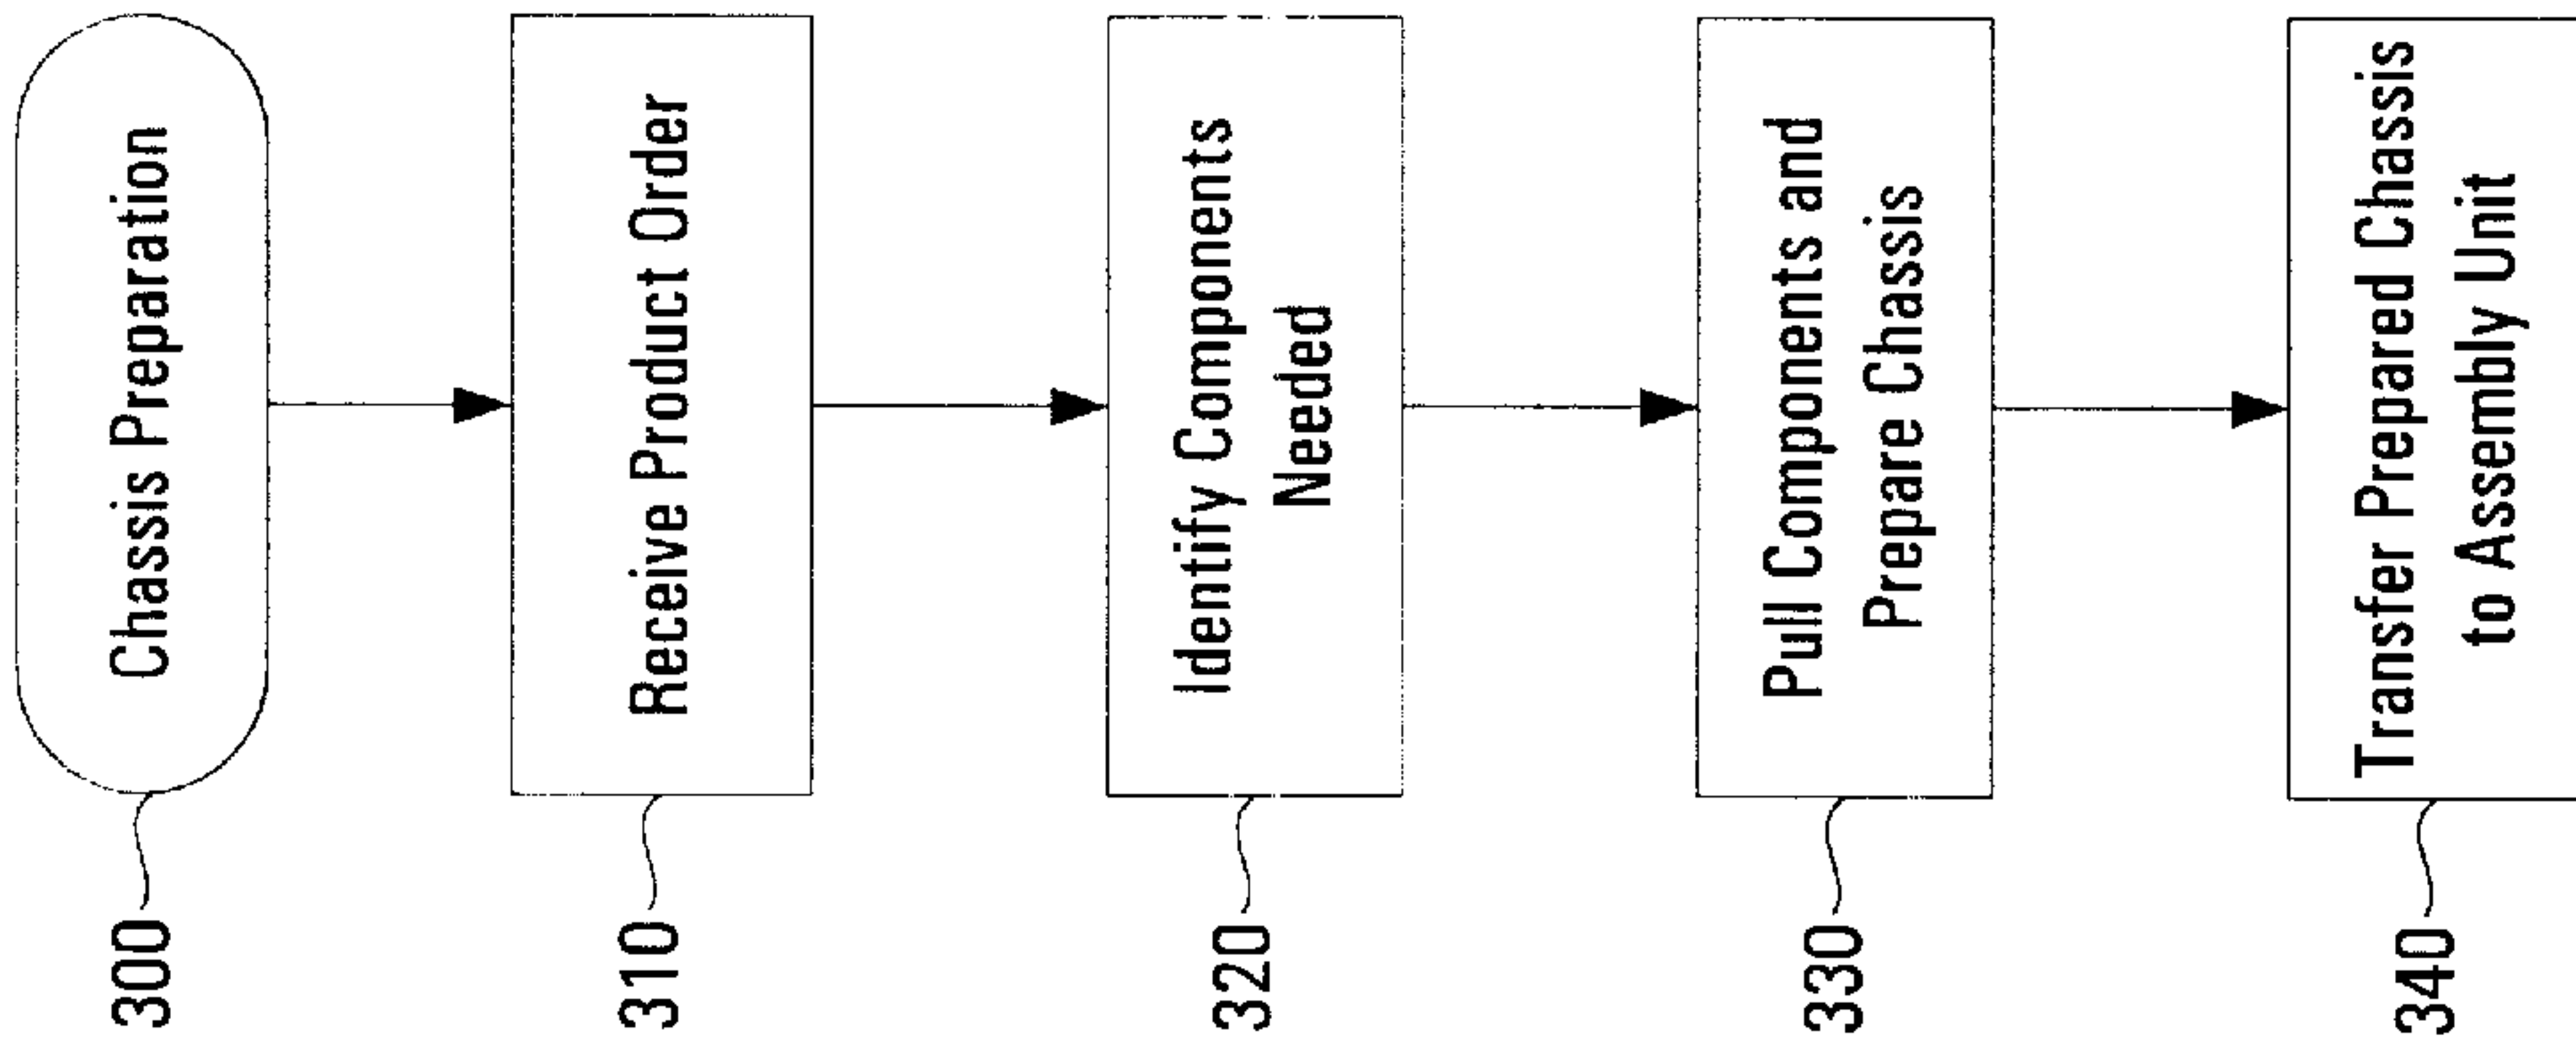 300
Chassis Preparation
310
Receive Product Order
320
Identify Components
Needed
330
Pull Components and
Prepare Chassis
340
Transfer Prepared Chassis
to Assembly Unit